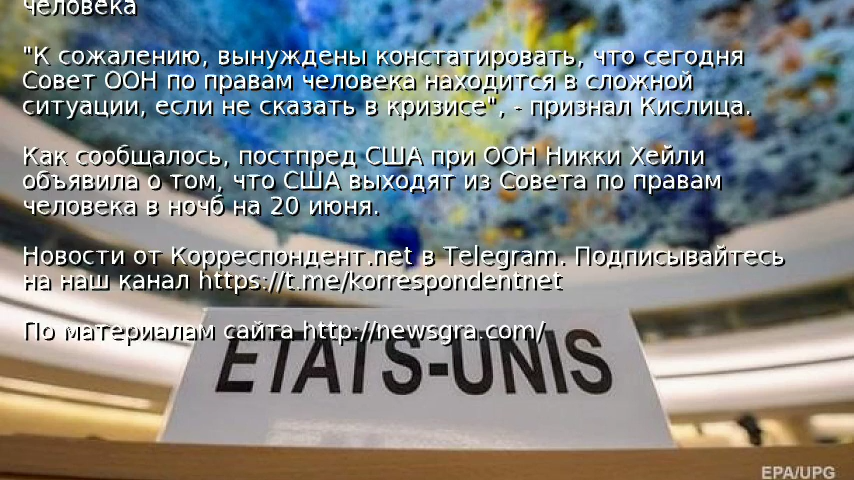 человека
"К сожалению, вынуждены констатировать, что сегодня
Совет ООН по правам человека находится в сложной
ситуации, если не сказать в кризисе", - признал Кислица.
Как сообщалось, постпред США при ООН Никки Хейли
объявила о том, что США выходят из Совета по правам
человека в ночб на 20 июня.
Новости от Корреспондент.net в Telegram. Подписывайтесь
на наш канал https://t.me/korrespondentnet
По материалам сайта http://newsgra.com/
ETATS-UNIS
EPA/UPG